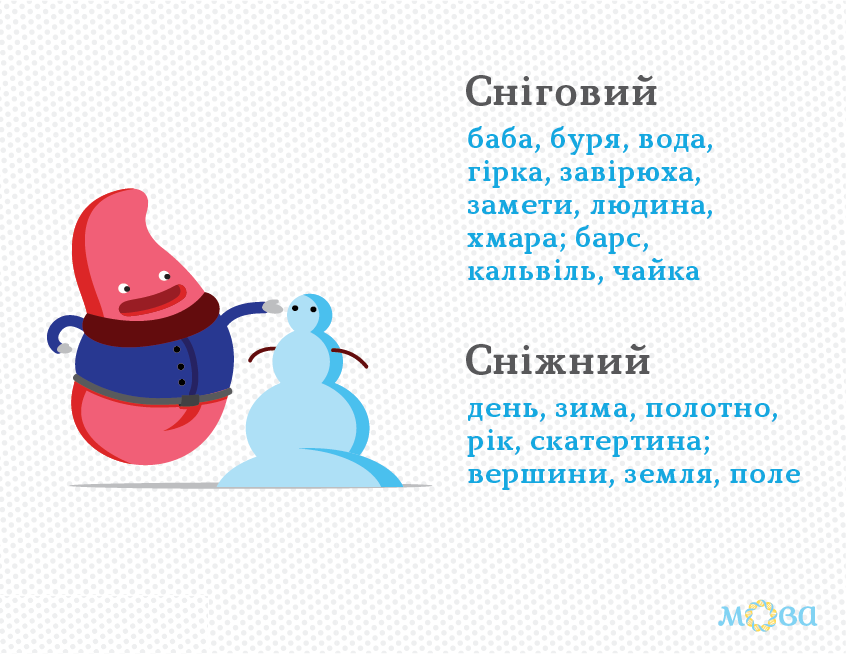 Сніговий
баба, буря, вода,
гірка, завірюха,
замети, людина,
хмара; барс,
кальвіль, чайка
Сніжний
день, зима, полотно,
рік, скатертина;
вершини, земля, поле
мова